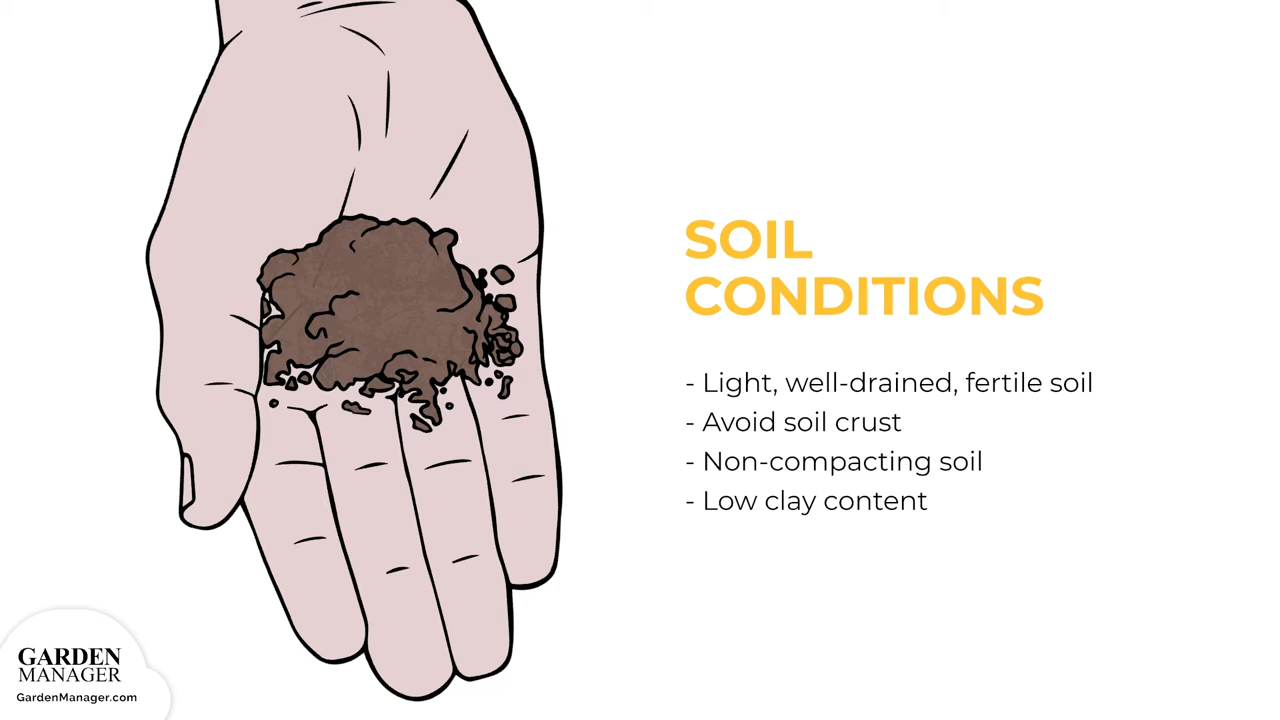 SOIL
CONDITIONS
- Light, well-drained, fertile soil
- Avoid soil crust
- Non-compacting soil
- Low clay content
GARDEN
MANAGER
GardenManager.com